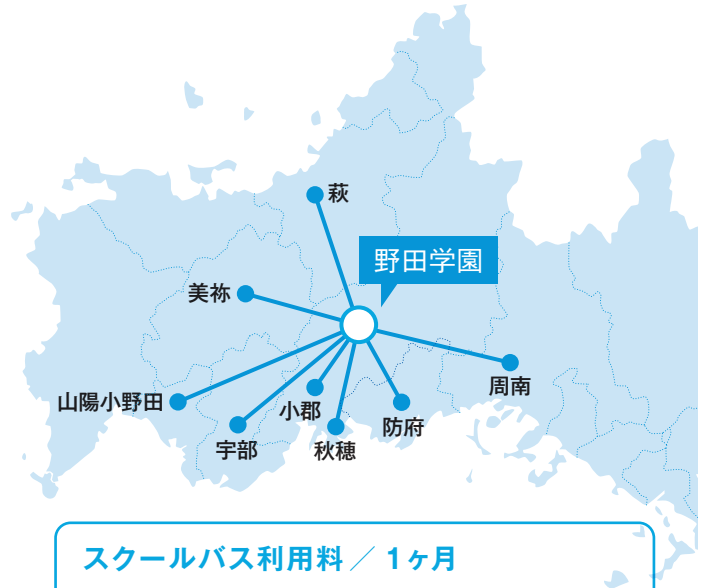 萩
野田学園
美祢
周南
山陽小野田
小郡
防府
宇部
秋穂
スクールバス利用料／1ヶ月